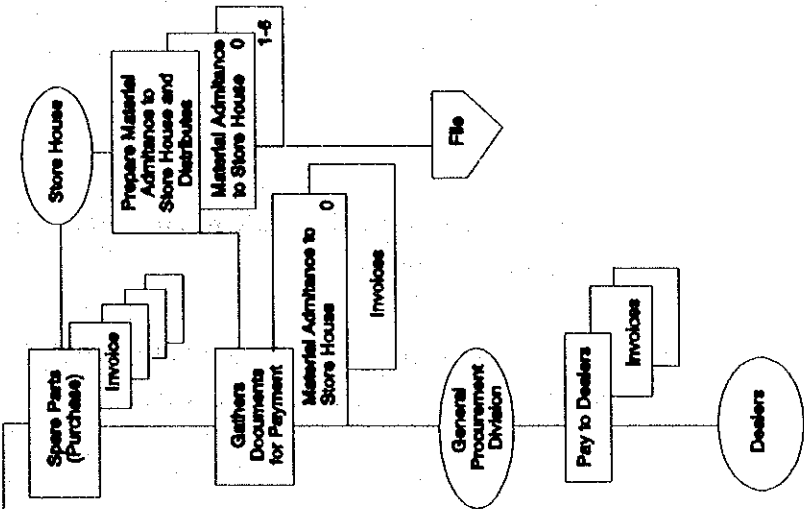 Store House
Spare Parts
(Purchase)
Invoice
Prepare Material
Admitance to
Store House and
Distributes
Material Admitance
to Store House 0
1-6
Gathers
Documents
for Payment
Material Admitance to
Store House 0
Invoices
File
General
Procurement
Division
Pay to Dealers
Invoices
Dealers